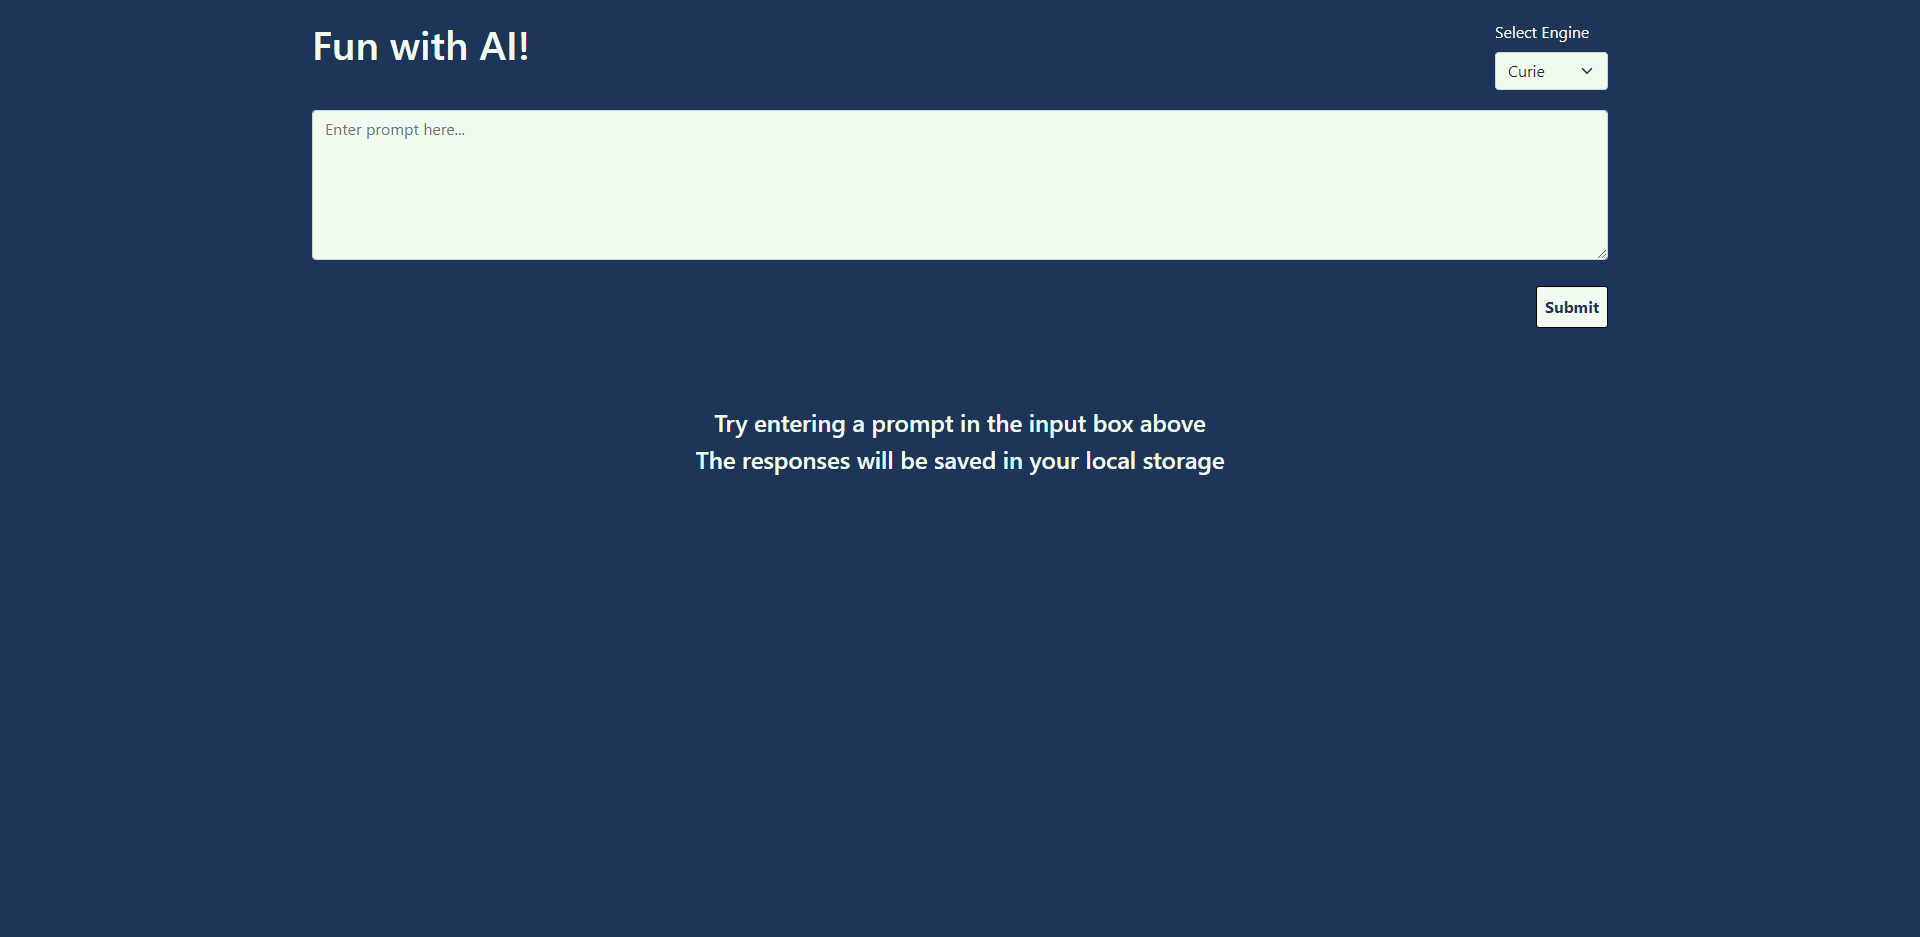 Fun with AI!
Select Engine
Curie
Enter prompt here...
Submit
Try entering a prompt in the input box above
The responses will be saved in your local storage